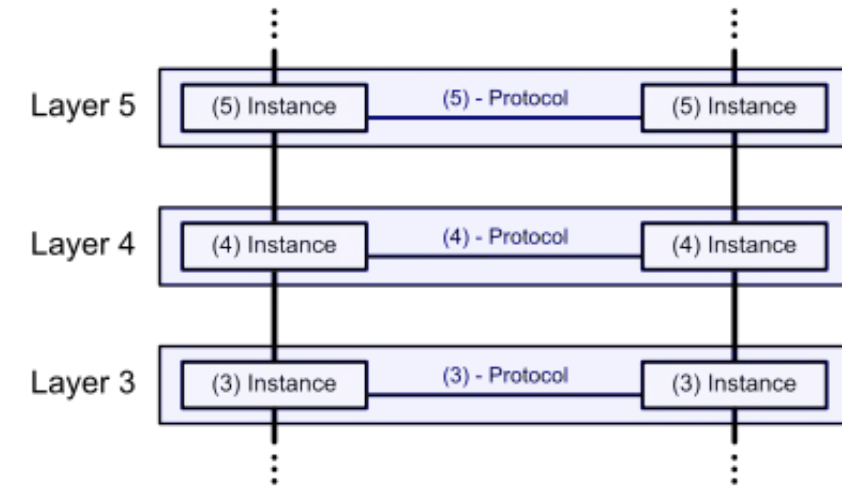 Layer 5
(5) Instance
(5) - Protocol
(5) Instance
Layer 4
(4) Instance
(4) - Protocol
(4) Instance
Layer 3
(3) Instance
(3) - Protocol
(3) Instance